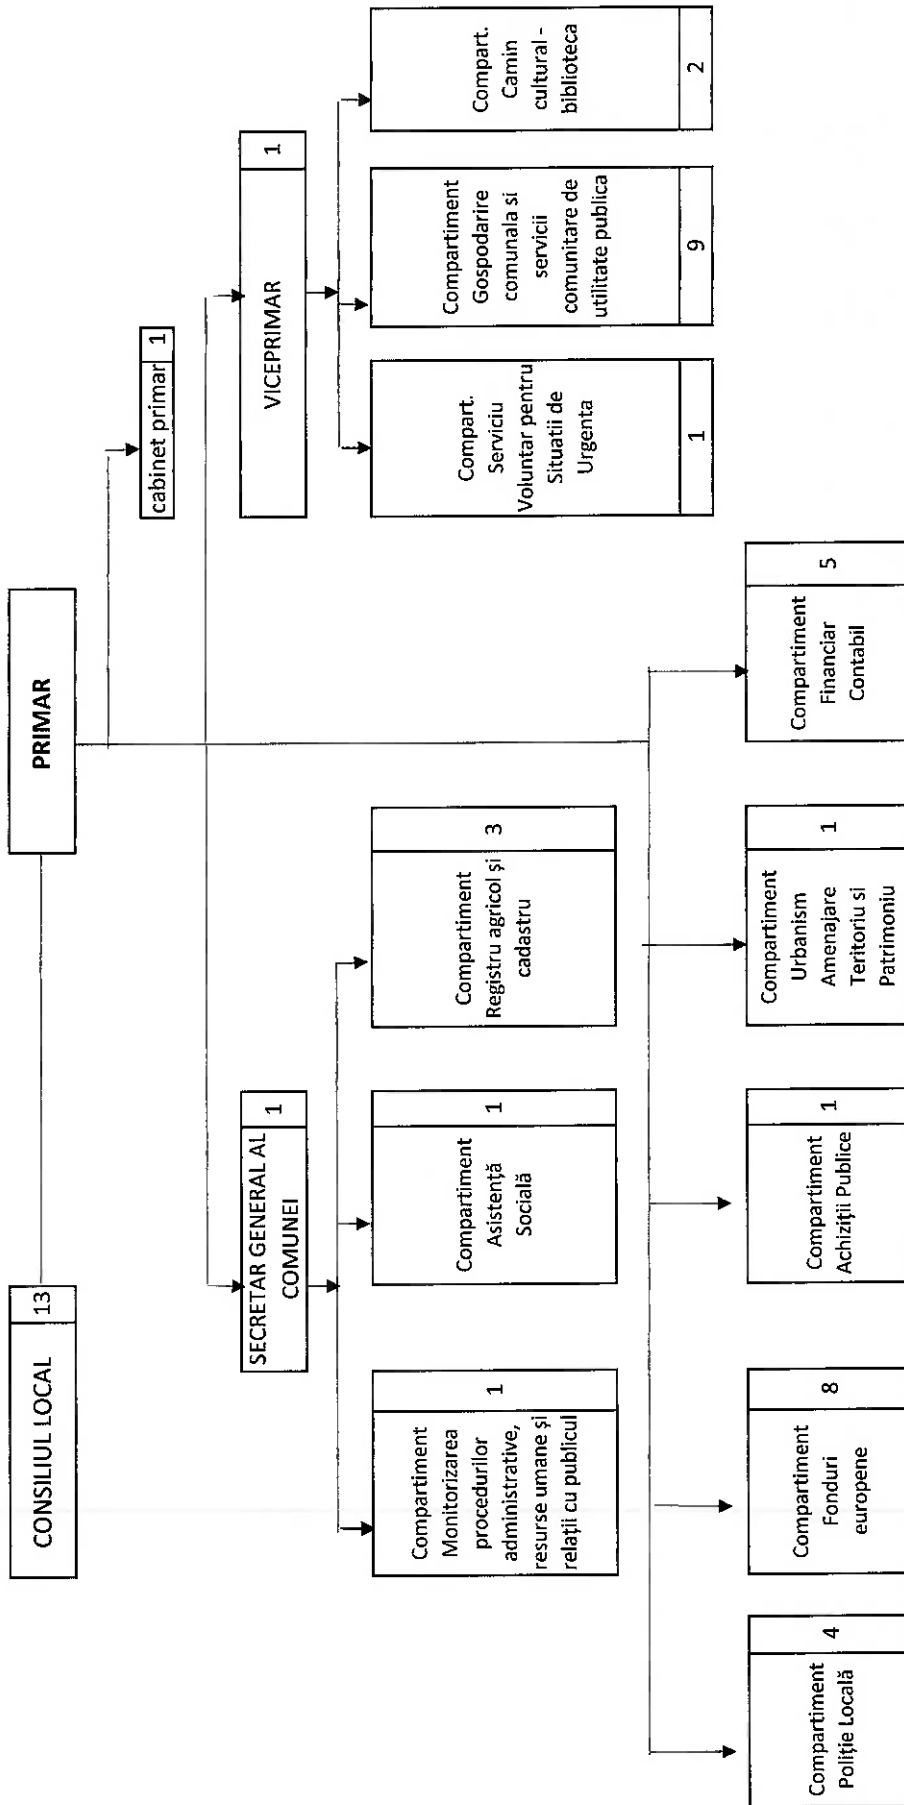 PRIMAR
CONSILIUL LOCAL
13
cabinet primar
1
SECRETAR GENERAL AL
COMUNEI
1
VICEPRIMAR
1
Compartiment
Monitorizarea
procedurilor
administrative,
resurse umane și
relații cu publicul
1
Compartiment
Asistență
Socială
1
Compartiment
Registru agricol și
cadastru
3
Compart.
Serviciu
Voluntar pentru
Situatii de
Urgenta
1
Compartiment
Gospodarire
comunala si
servicii
comunitare de
utilitate publica
9
Compart.
Camin
cultural -
biblioteca
2
Compartiment
Poliție Locală
4
Compartiment
Fonduri
europene
8
Compartiment
Achiziții Publice
1
Compartiment
Urbanism
Amenajare
Teritoriu si
Patrimoniu
1
Compartiment
Financiar
Contabil
5